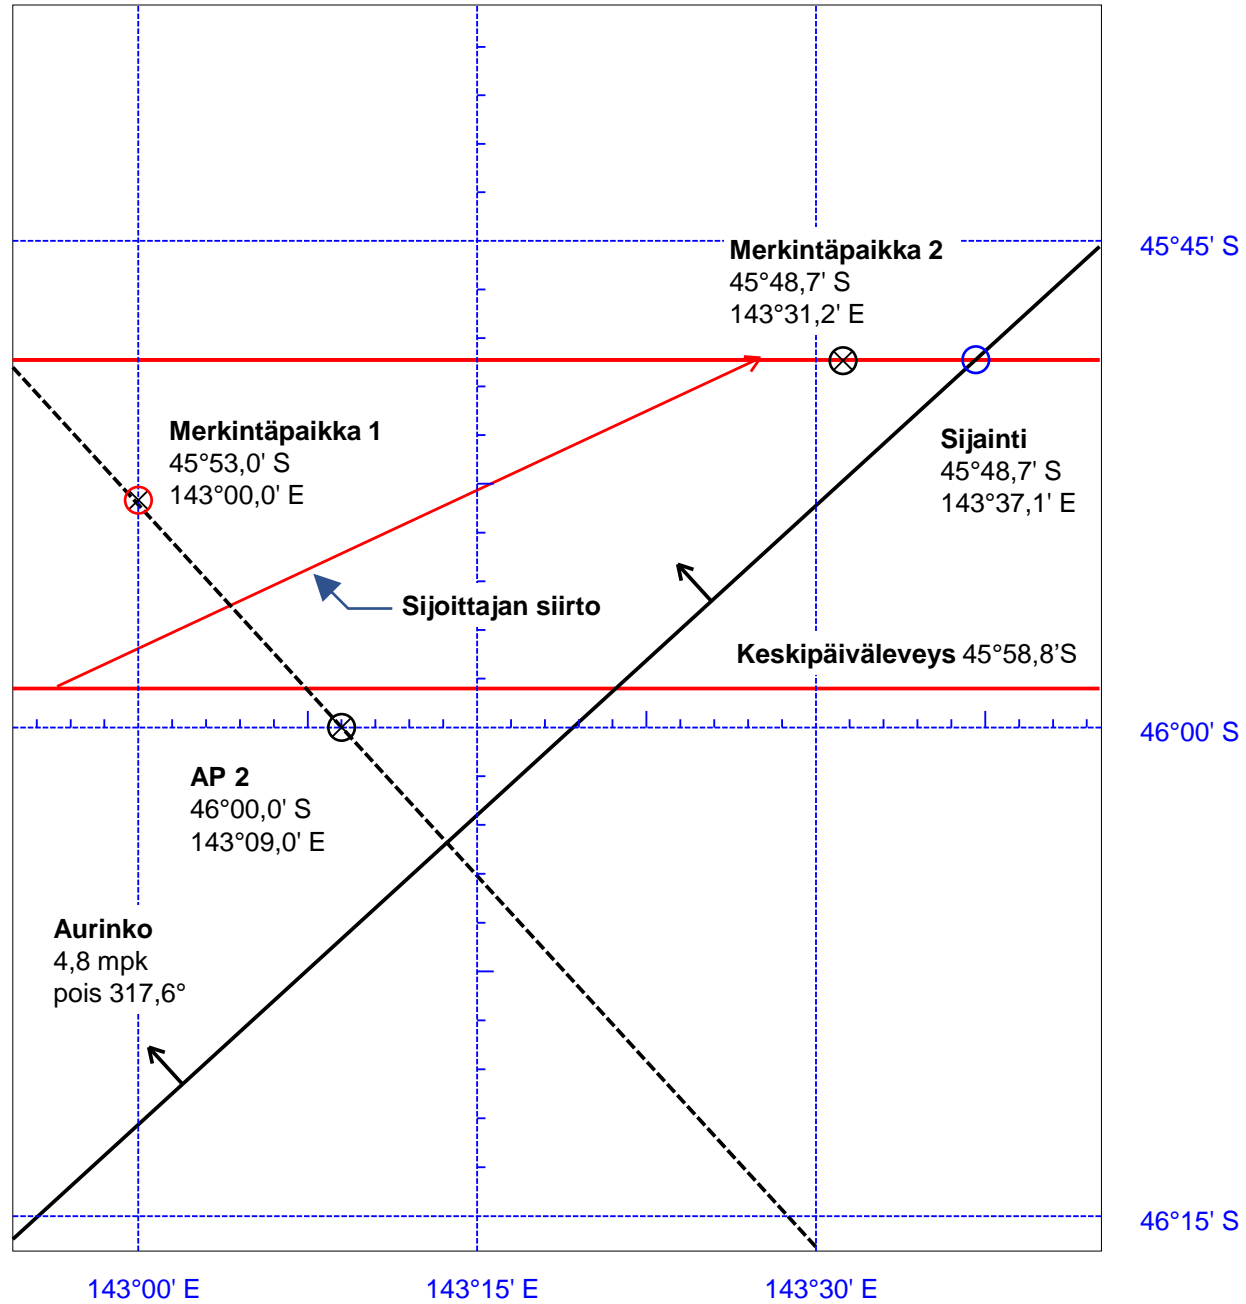 45°45' S
Merkintäpaikka 2
45°48,7' S
143°31,2' E
Merkintäpaikka 1
45°53,0' S
143°00,0' E
Sijainti
45°48,7' S
143°37,1' E
Sijoittajan siirto
Keskipäiväleveys 45°58,8’S
46°00' S
AP 2
46°00,0' S
143°09,0' E
Aurinko
4,8 mpk
pois 317,6°
46°15' S
143°00' E
143°15' E
143°30' E